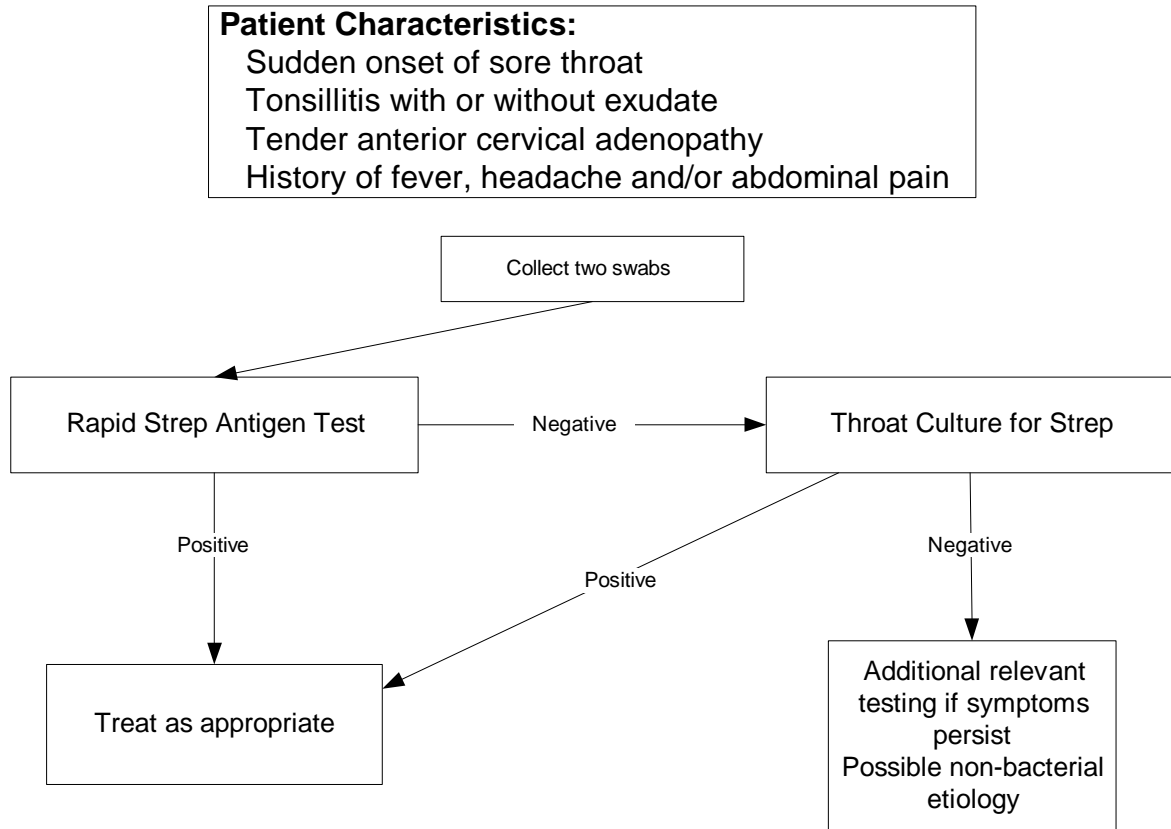 Patient Characteristics:
Sudden onset of sore throat
Tonsillitis with or without exudate
Tender anterior cervical adenopathy
History of fever, headache and/or abdominal pain
Collect two swabs
Rapid Strep Antigen Test
Negative
Throat Culture for Strep
Positive
Positive
Negative
Treat as appropriate
Additional relevant
testing if symptoms
persist
Possible non-bacterial
etiology